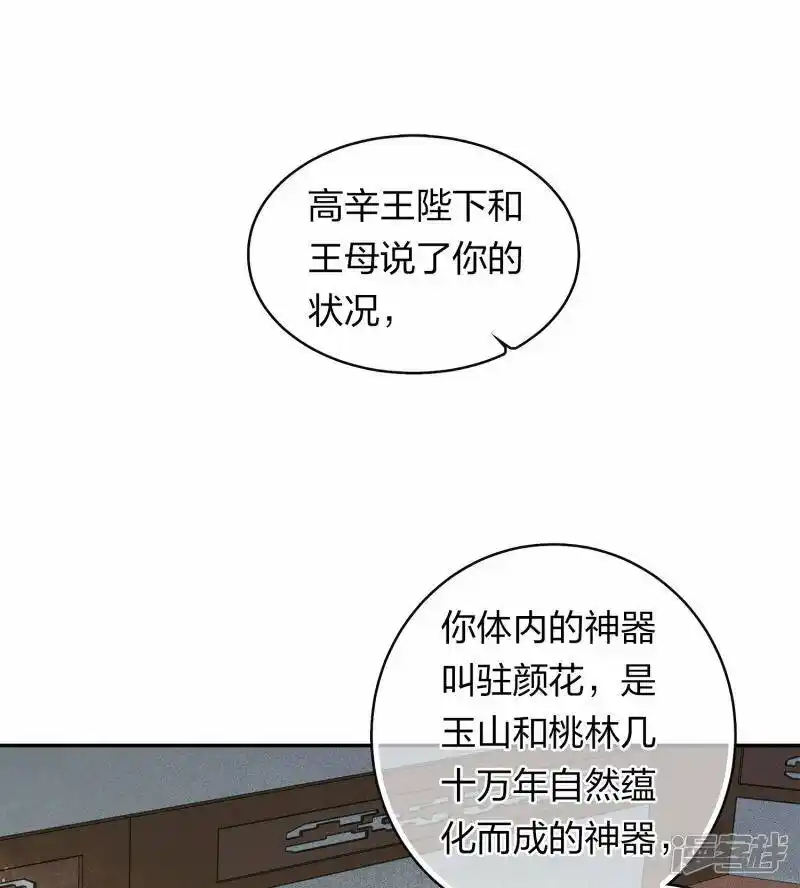 高辛王陛下和
王母说了你的
状况，
你体内的神器
叫驻颜花，是
玉山和桃林几
十万年自然蕴
化而成的神器，
漫客栈